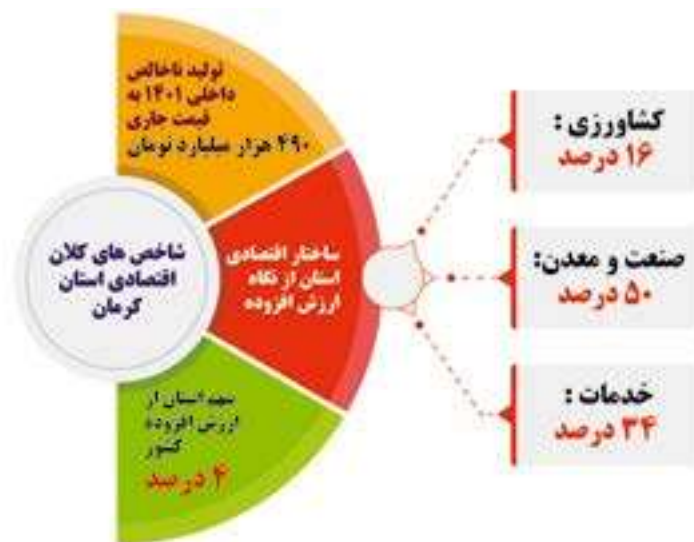 تولید ناخالص
داخلی ۱۴۰۱ به
قیمت جاری
۴۹۰ هزار میلیارد تومان
شاخص های کلان
اقتصادی استان
کرمان
ساختار اقتصادی
استان از نگاه
ارزش افزوده
سهم استان از
ارزش افزوده
کشور
۴ درصد
کشاورزی :
۱۶ درصد
صنعت و معدن:
۵۰ درصد
خدمات :
۳۴ درصد